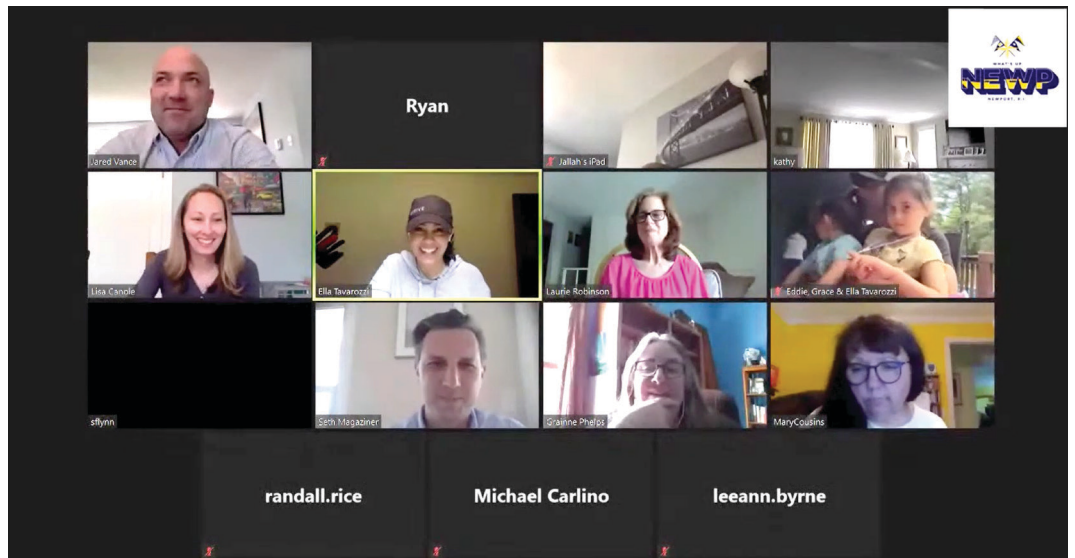 WHAT'S UP
NEWP
NEWPORT, R.I.
Jared Vance
Ryan
Jallah's iPad
kathy
Lisa Canole
Ella Tavarozzi
Laurie Robinson
Eddie, Grace & Ella Tavarozzi
sflynn
Seth Magaziner
Grainne Phelps
MaryCousins
randall.rice
Michael Carlino
leeann.byrne